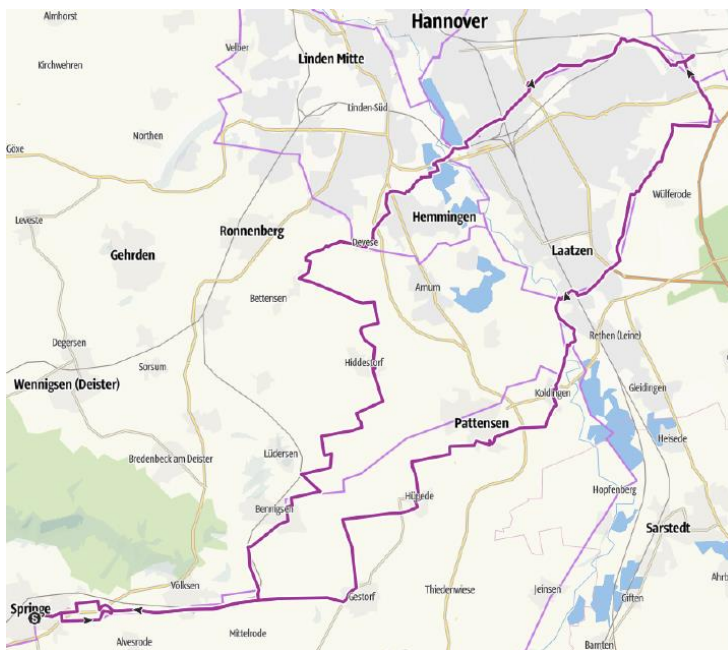 Almhorst
Hannover
Velber
Kirchwehren
Linden Mitte
Linden-Süd
Northen
Göxe
Wülferode
Leveste
Ronnenberg
Hemmingen
Devese
Gehrden
Laatzen
Bettensen
Arnum
Rethen (Leine)
Degersen
Sorsum
Hiddestorf
Wennigsen (Deister)
Gleidingen
Koldingen
Pattensen
Heisede
Bredenbeck am Deister
Lüdersen
Hüpede
Hopfenberg
Bennigsen
Sarstedt
Ahrb
Völksen
Gestorf
Thiedenwiese
Jeinsen
Giften
Springe
S
Mittelrode
Alvesrode
Barnten